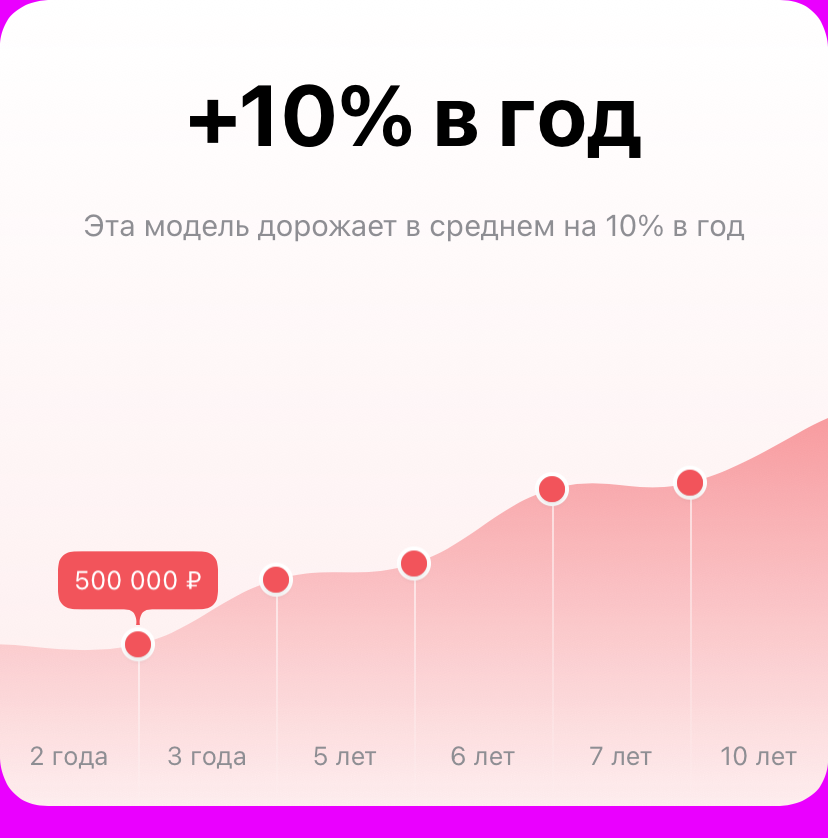 +10% в год
Эта модель дорожает в среднем на 10% в год
500 000 ₽
2 года 3 года 5 лет 6 лет 7 лет 10 лет